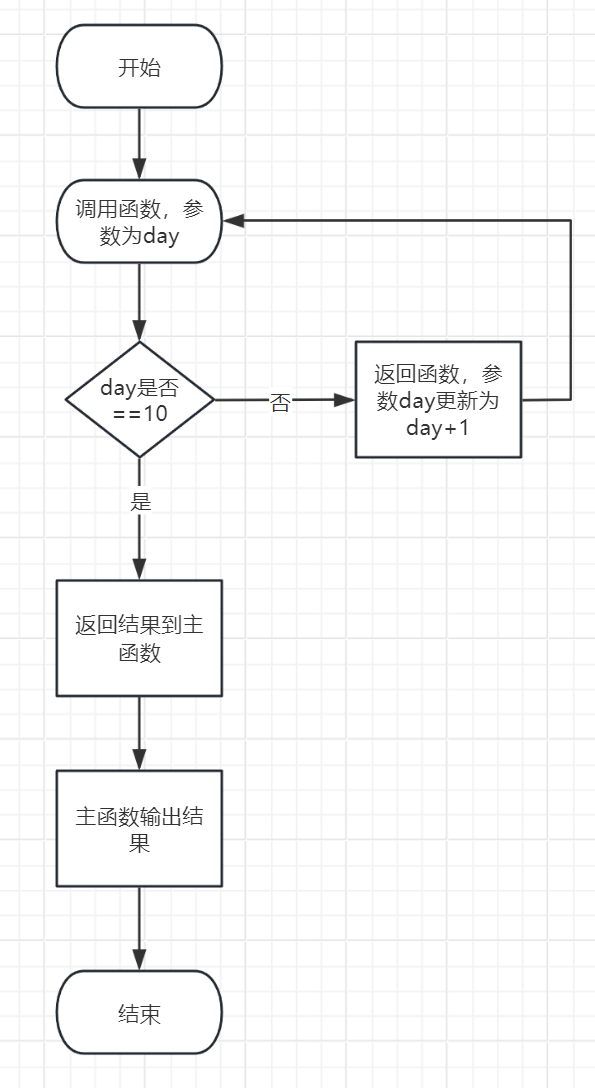 开始
调用函数，参
数为day
day是否
==10
否
返回函数，参
数day更新为
day+1
是
返回结果到主
函数
主函数输出结
果
结束